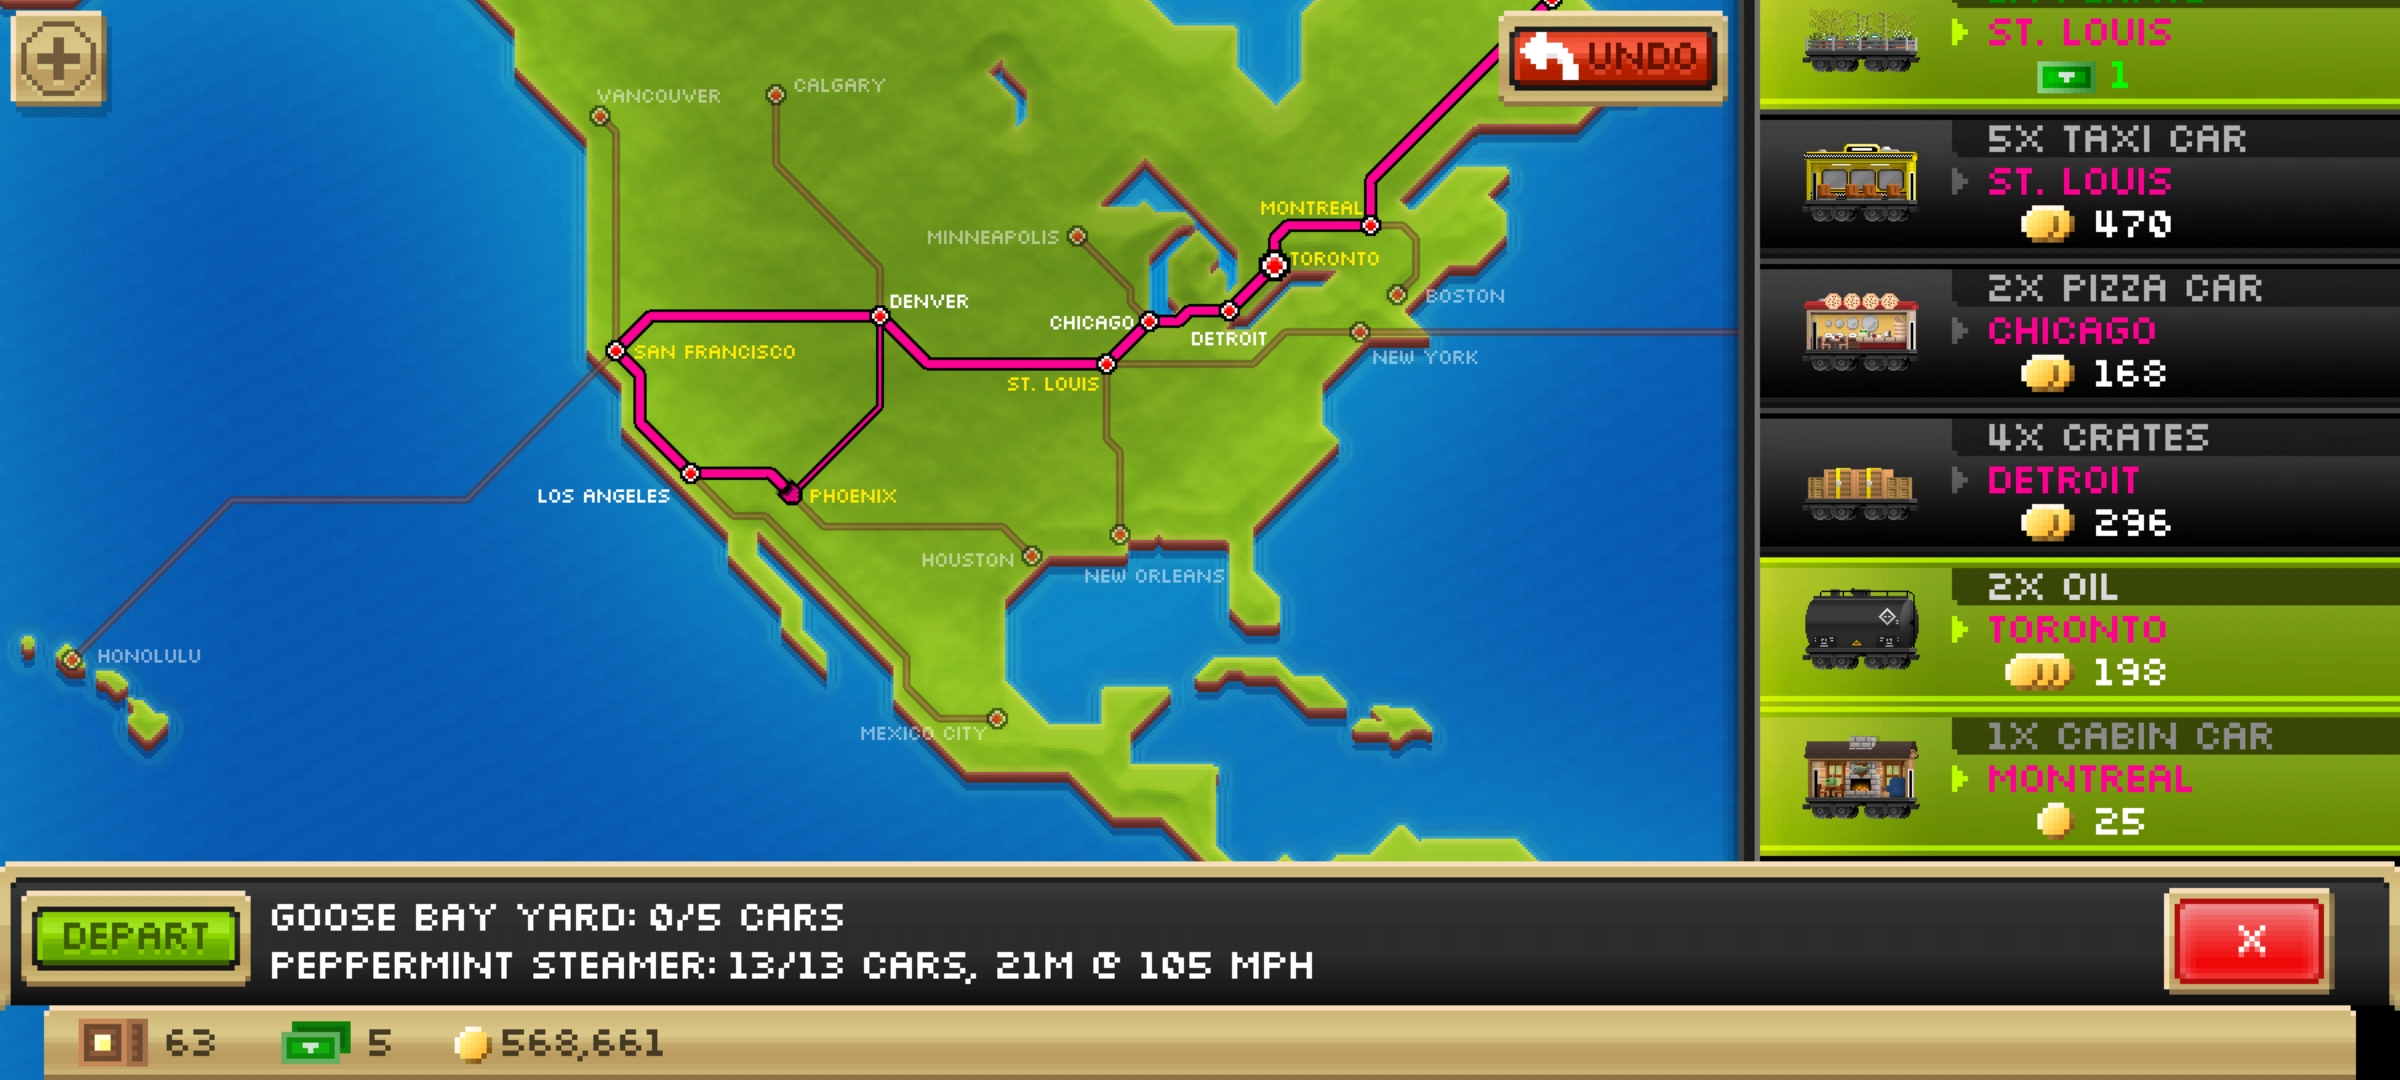 UNDO
VANCOUVER
CALGARY
MINNEAPOLIS
MONTREAL
TORONTO
BOSTON
DENVER
CHICAGO
DETROIT
NEW YORK
SAN FRANCISCO
ST. LOUIS
LOS ANGELES
PHOENIX
HOUSTON
NEW ORLEANS
HONOLULU
MEXICO CITY
ST. LOUIS
1
5X TAXI CAR
ST. LOUIS
470
2X PIZZA CAR
CHICAGO
168
4X CRATES
DETROIT
296
2X OIL
TORONTO
198
1X CABIN CAR
MONTREAL
25
DEPART
GOOSE BAY YARD: 0/5 CARS
PEPPERMINT STEAMER: 13/13 CARS, 21M @ 105 MPH
X
63
5
568,661